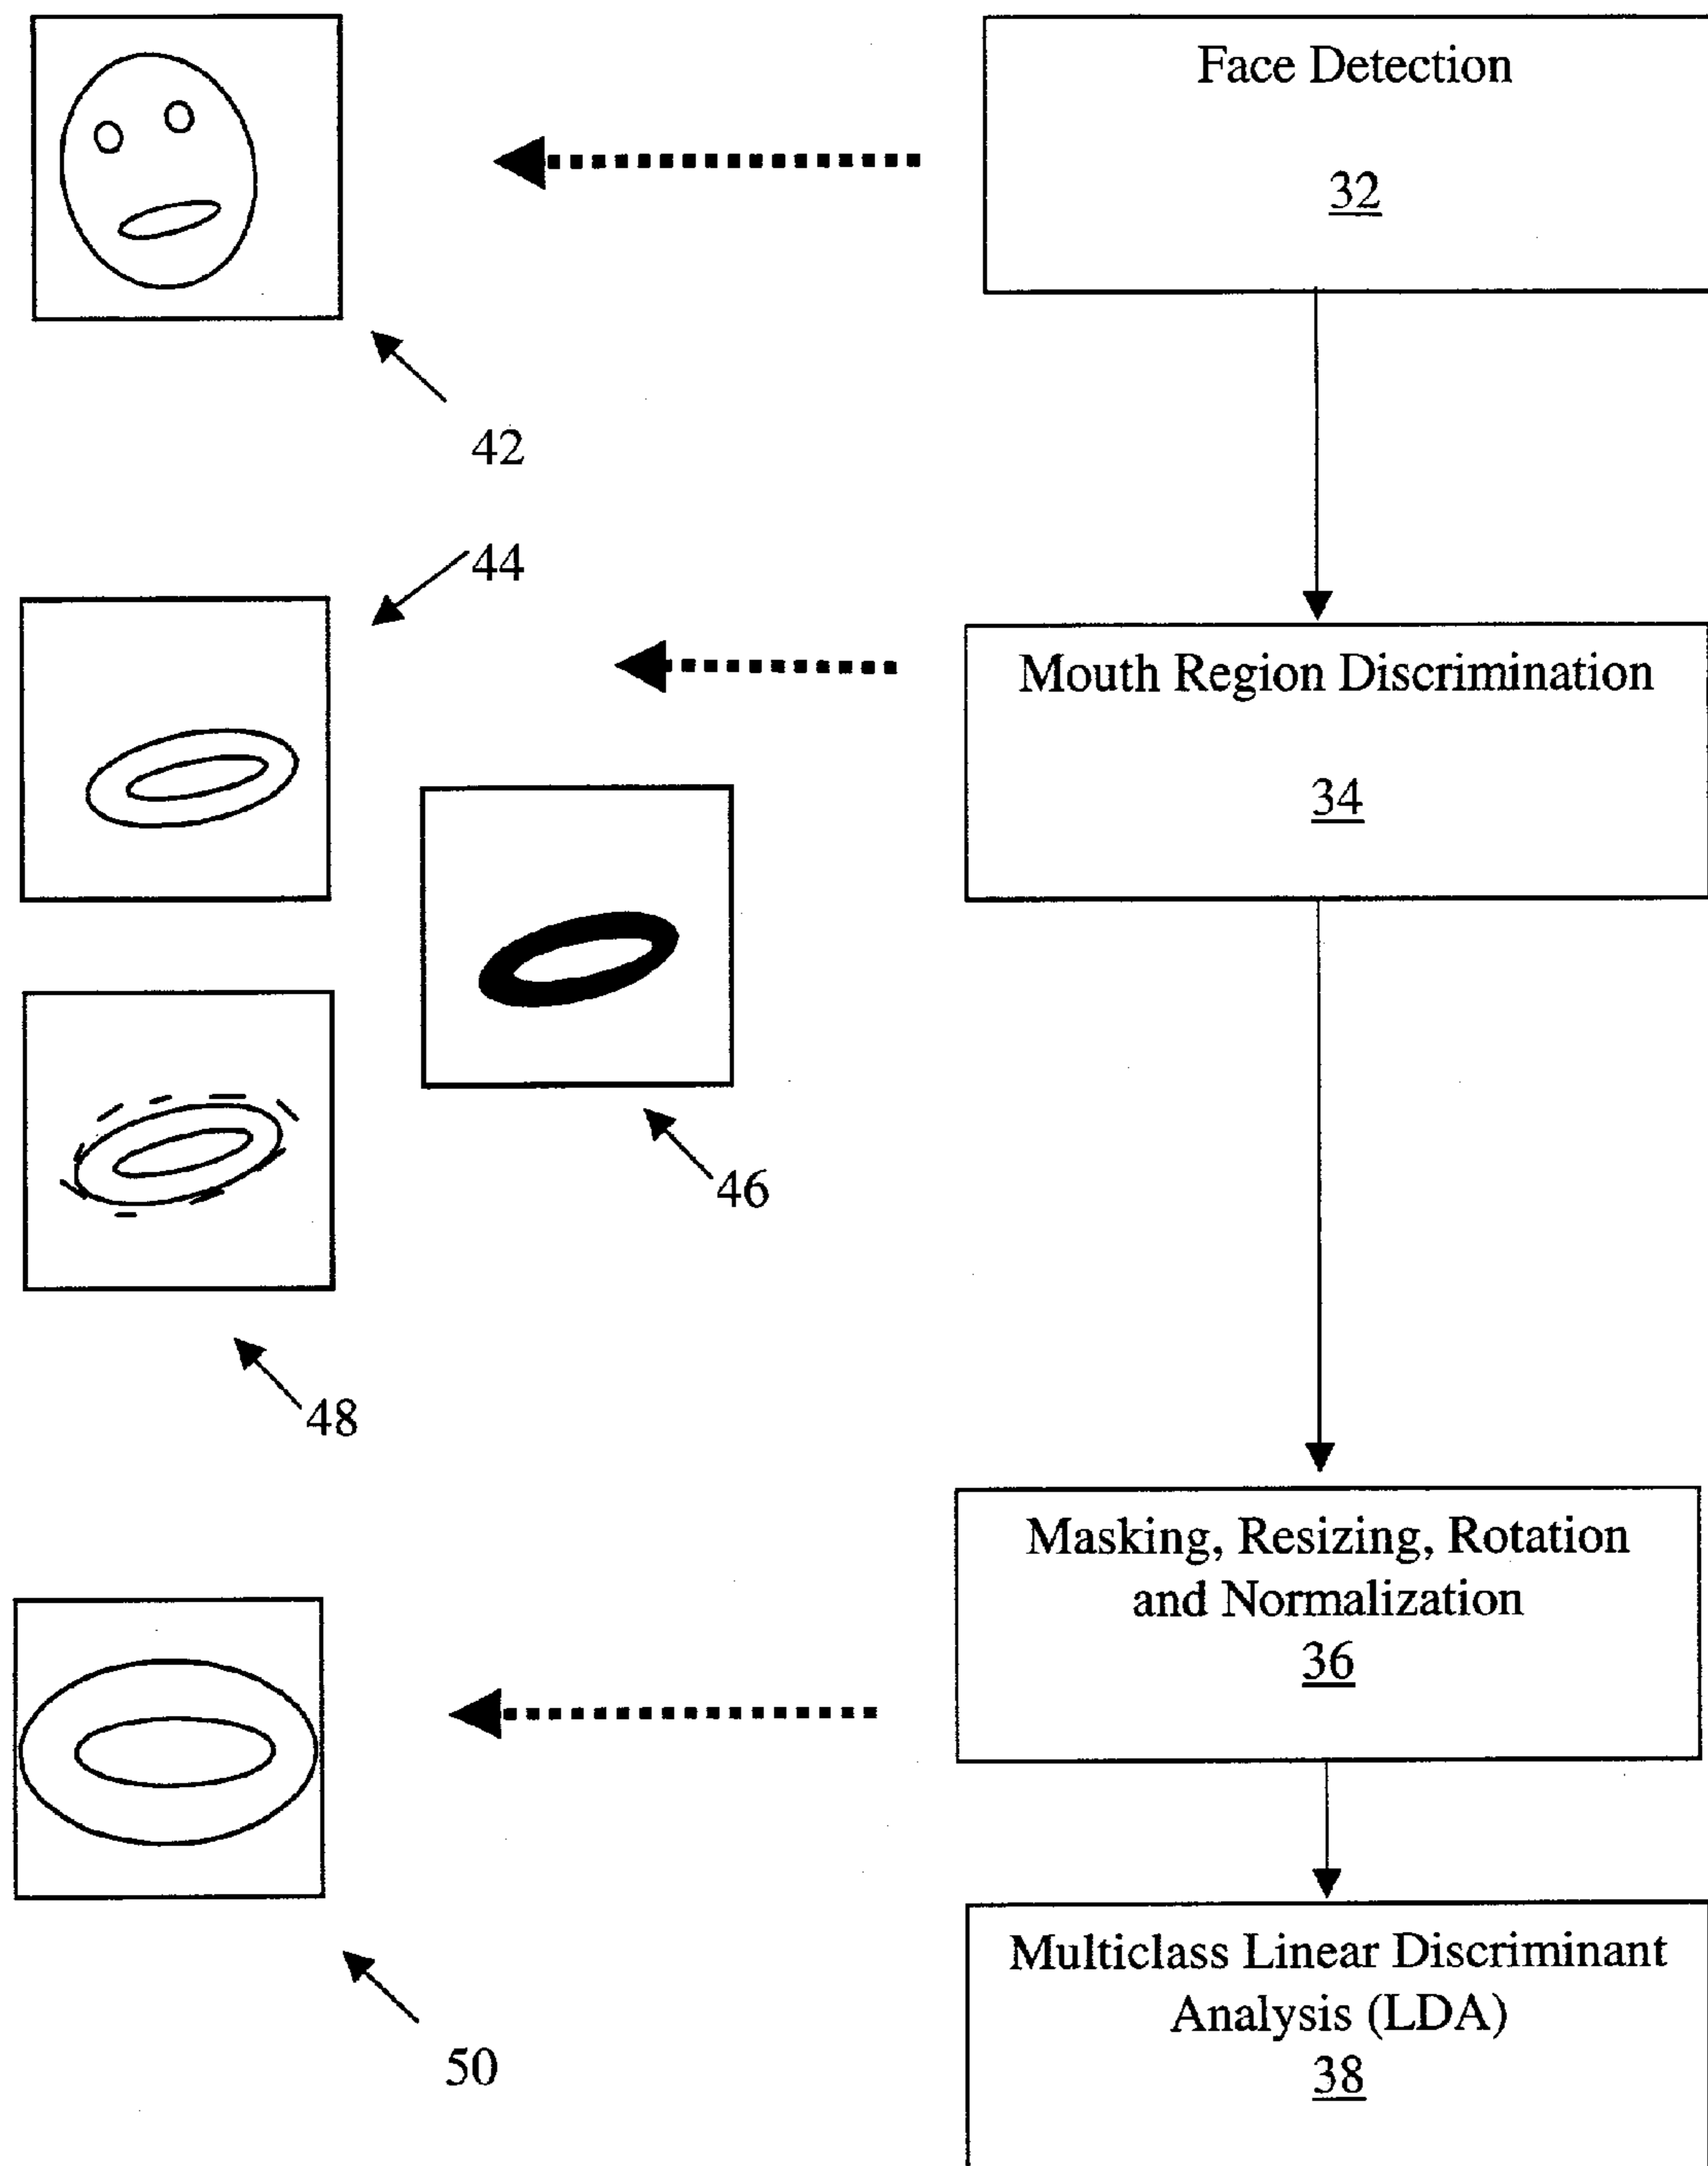 Face Detection
32
42
44
Mouth Region Discrimination
34
46
48
Masking, Resizing, Rotation
and Normalization
36
50
Multiclass Linear Discriminant
Analysis (LDA)
38